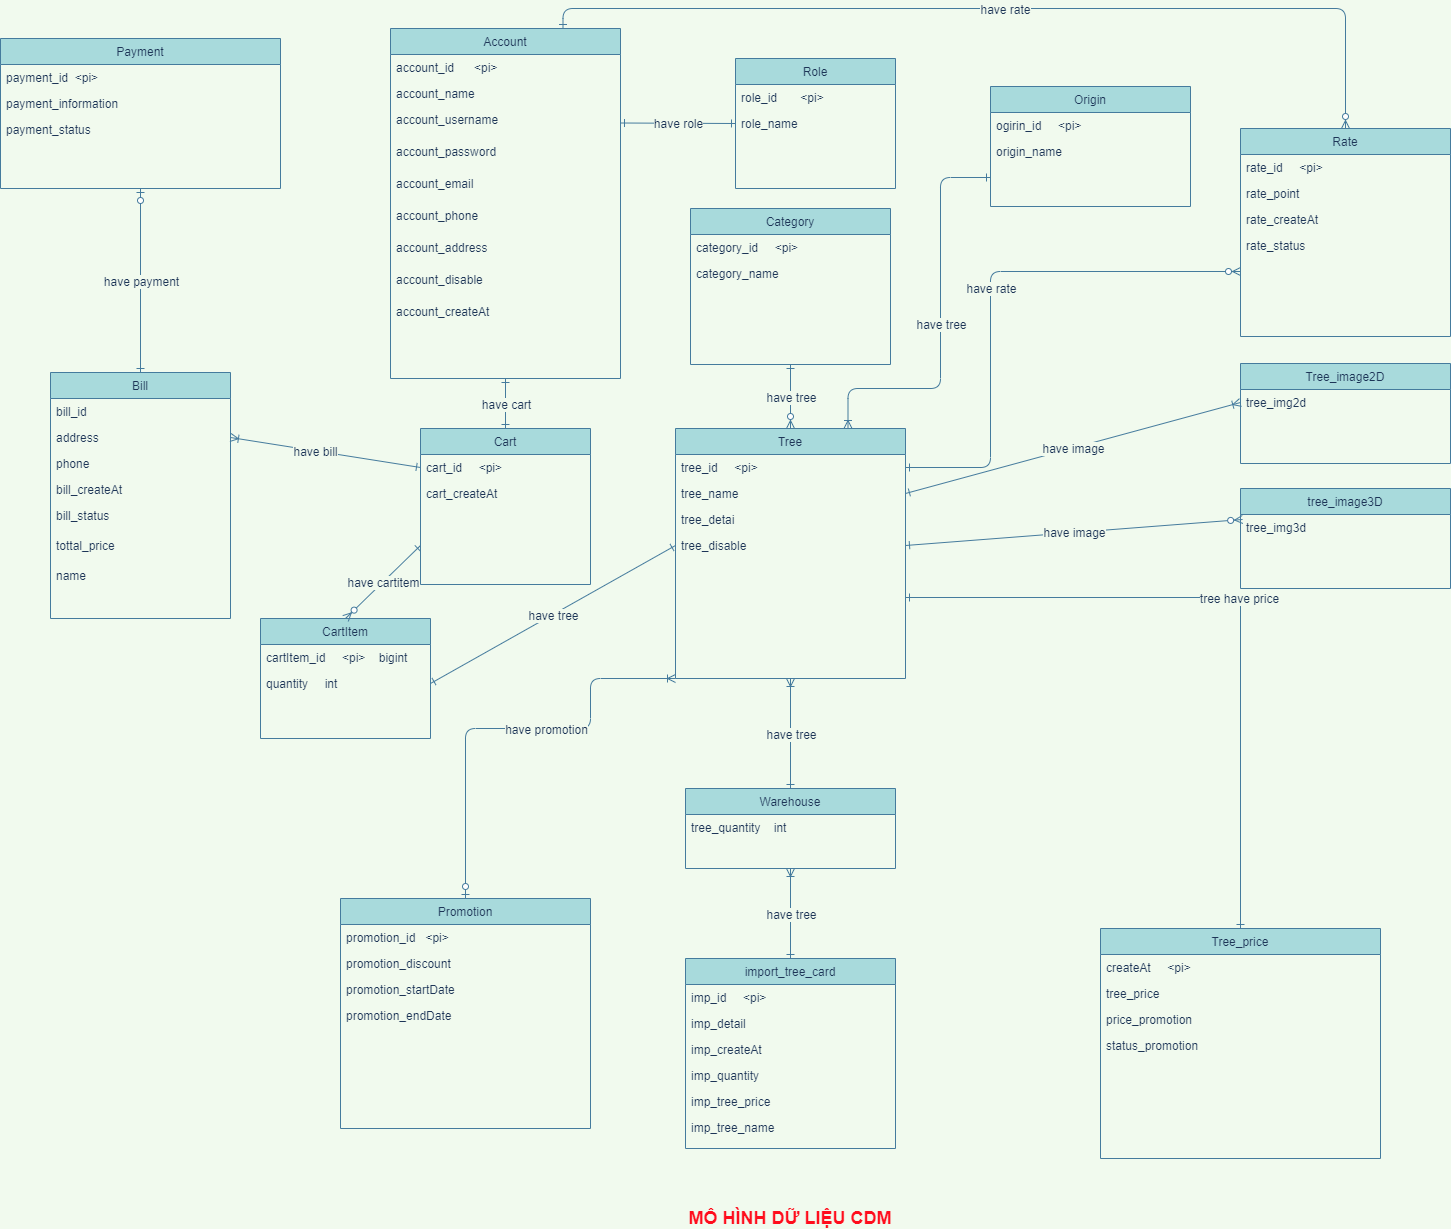 have rate
Payment
payment_id <pi>
payment_information
payment_status
Account
account_id <pi>
account_name
account_username
account_password
account_email
account_phone
account_address
account_disable
account_createAt
have role
Role
role_id <pi>
role_name
Origin
ogirin_id <pi>
origin_name
Rate
rate_id <pi>
rate_point
rate_createAt
rate_status
Category
category_id <pi>
category_name
have payment
have rate
have tree
have tree
have cart
Bill
bill_id
address
phone
bill_createAt
bill_status
tottal_price
name
have bill
Cart
cart_id <pi>
cart_createAt
Tree
tree_id <pi>
tree_name
tree_detai
tree_disable
Tree_image2D
tree_img2d
have image
tree_image3D
tree_img3d
have image
tree have price
have cartitem
have tree
CartItem
cartItem_id <pi> bigint
quantity int
have promotion
have tree
Warehouse
tree_quantity int
have tree
Promotion
promotion_id <pi>
promotion_discount
promotion_startDate
promotion_endDate
import_tree_card
imp_id <pi>
imp_detail
imp_createAt
imp_quantity
imp_tree_price
imp_tree_name
Tree_price
createAt <pi>
tree_price
price_promotion
status_promotion
MÔ HÌNH DỮ LIỆU CDM